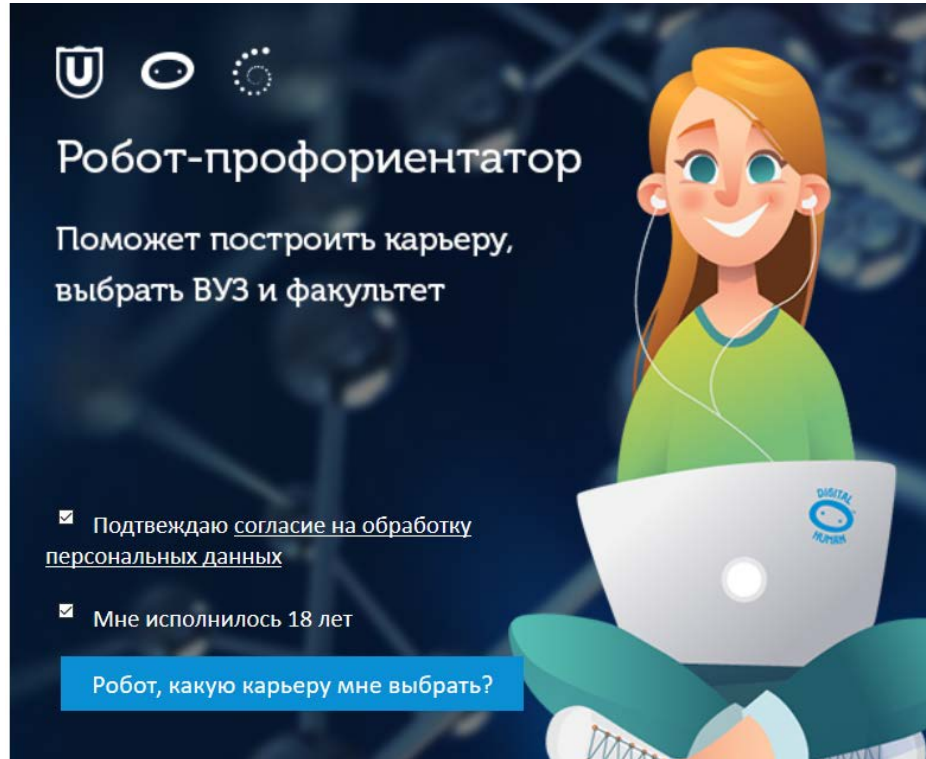 U
Робот-профориентатор
Поможет построить карьеру,
выбрать ВУЗ и факультет
Подтвеждаю согласие на обработку
персональных данных
Мне исполнилось 18 лет
Робот, какую карьеру мне выбрать?
DIGITAL
HUMAN